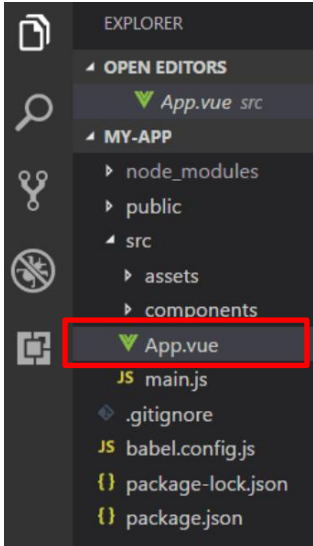 EXPLORER
OPEN EDITORS
App.vue src
MY-APP
node_modules
public
src
assets
components
App.vue
JS main.js
.gitignore
JS babel.config.js
{} package-lock.json
{} package.json